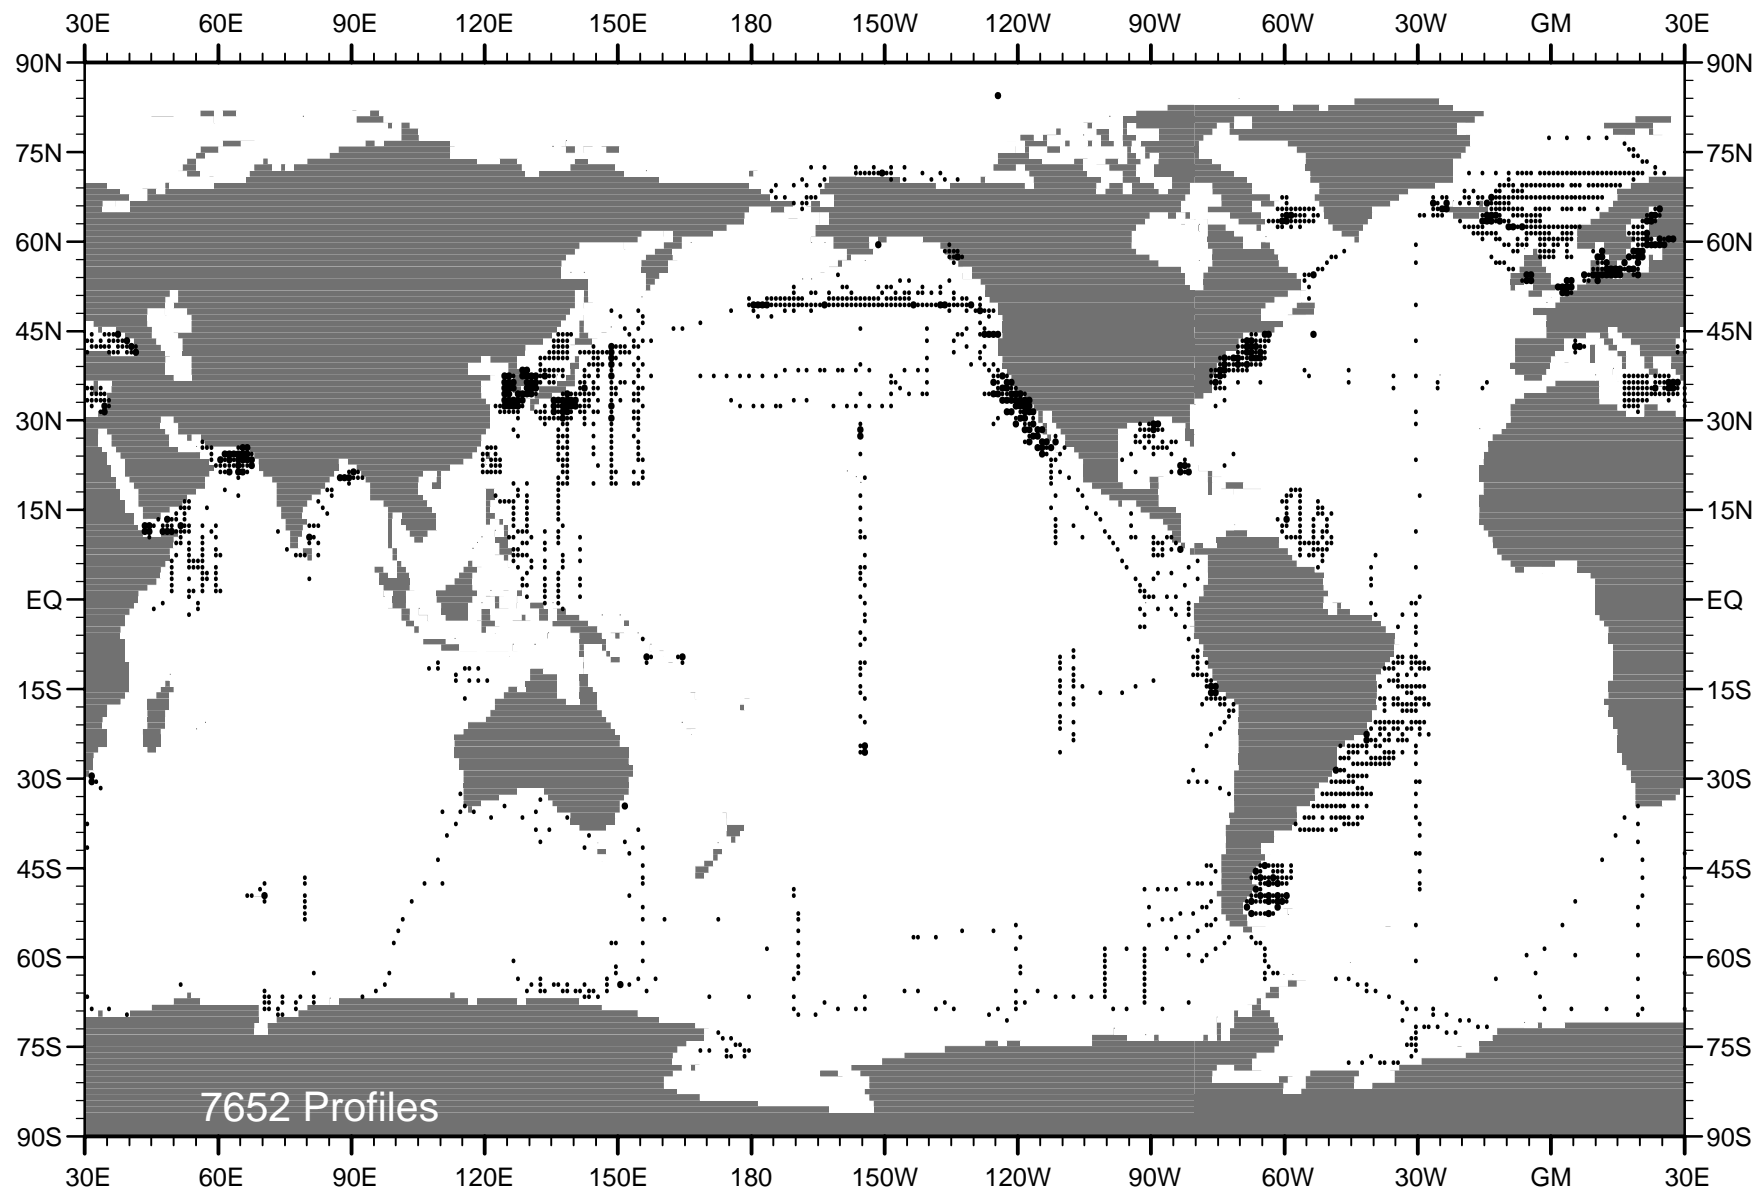 30E 60E 90E 120E 150E 180 150W 120W 90W 60W 30W GM 30E
90N 90N
75N 75N
60N 60N
45N 45N
30N 30N
15N 15N
EQ EQ
15S 15S
30S 30S
45S 45S
60S 60S
75S 75S
7652 Profiles
90S 90S
30E 60E 90E 120E 150E 180 150W 120W 90W 60W 30W GM 30E